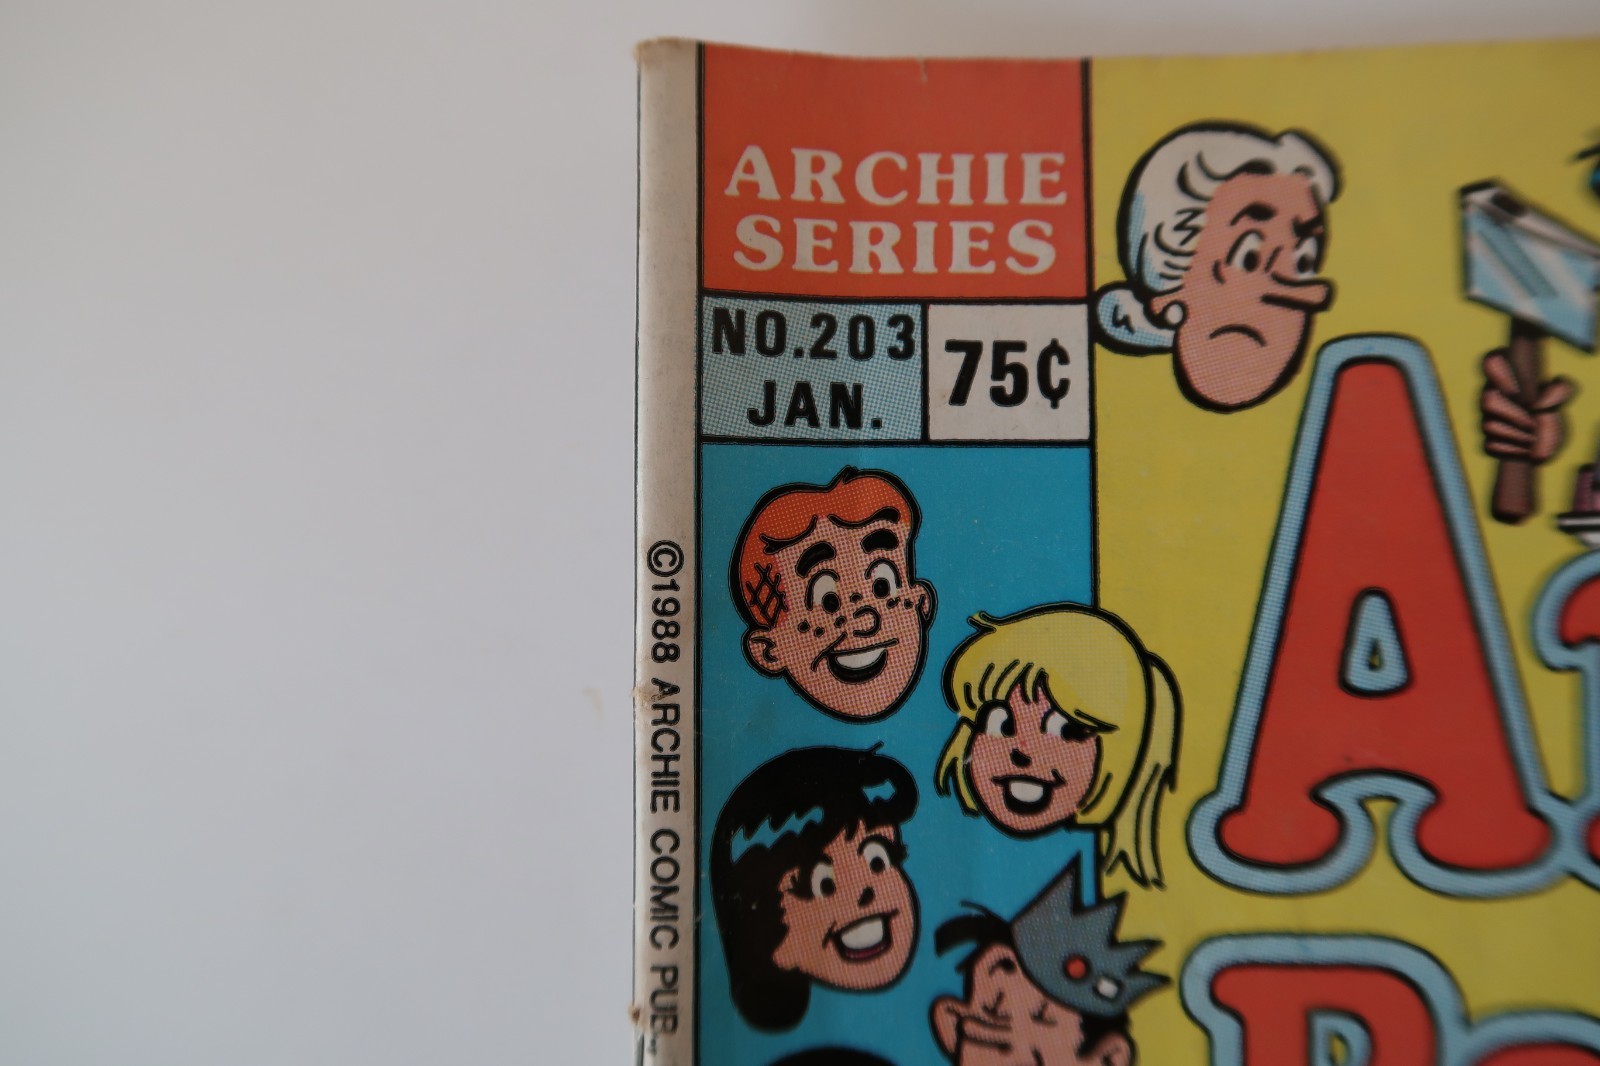 ARCHIE
SERIES
NO.203
JAN.
75¢
©1988 ARCHIE COMIC PUB.,
A